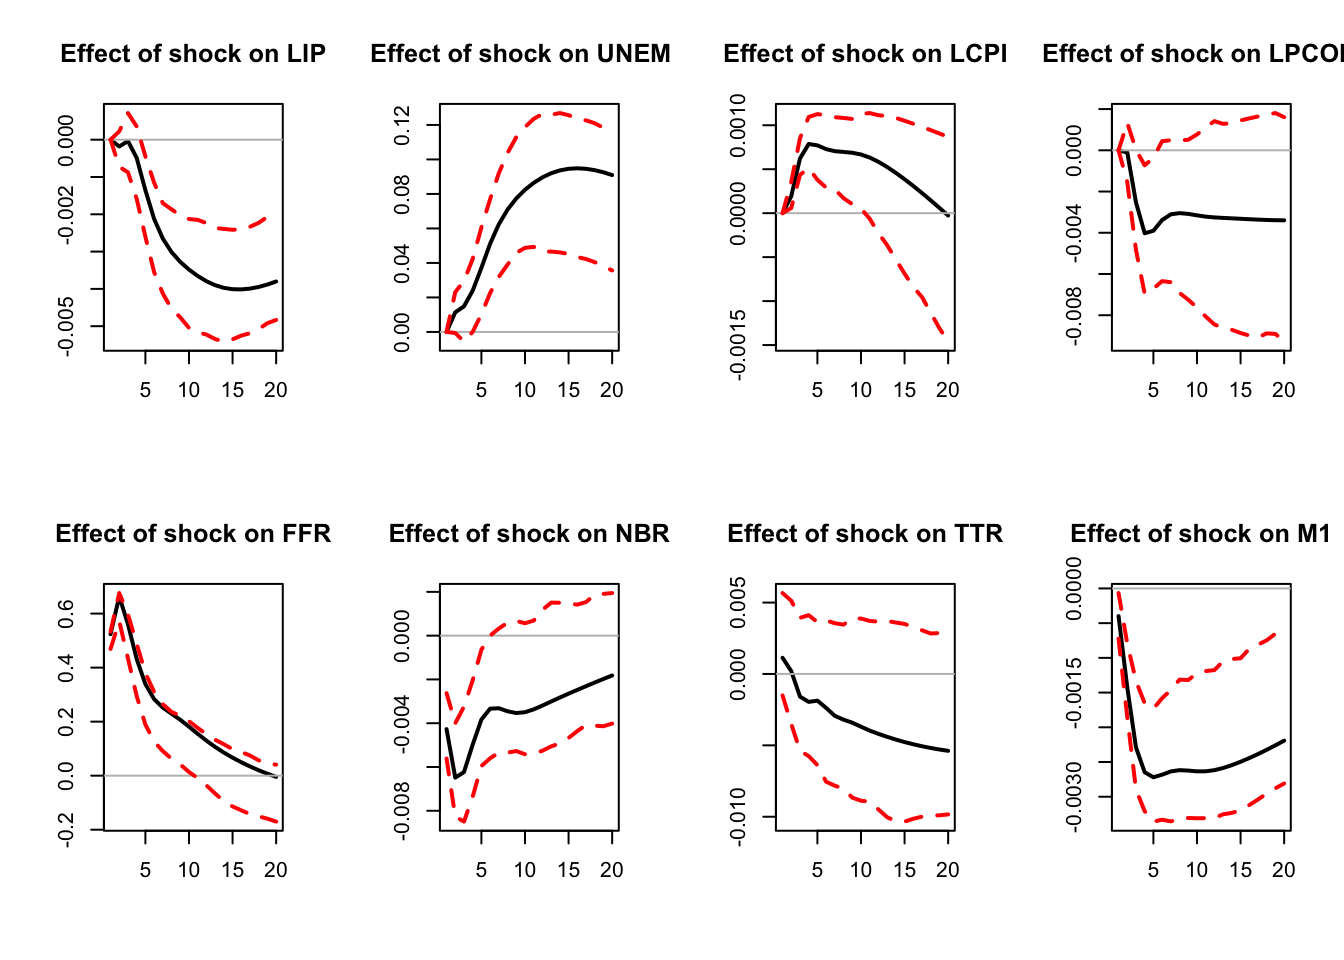 Effect of shock on LIP
0.000
-0.002
-0.005
5 10 15 20
Effect of shock on UNEM
0.12
0.08
0.04
0.00
5 10 15 20
Effect of shock on LCPI
0.0010
0.0000
-0.0015
5 10 15 20
Effect of shock on LPCO
0.000
-0.004
-0.008
5 10 15 20
Effect of shock on FFR
0.6
0.4
0.2
0.0
-0.2
5 10 15 20
Effect of shock on NBR
0.000
-0.004
-0.008
5 10 15 20
Effect of shock on TTR
0.005
0.000
-0.010
5 10 15 20
Effect of shock on M1
0.0000
-0.0015
-0.0030
5 10 15 20